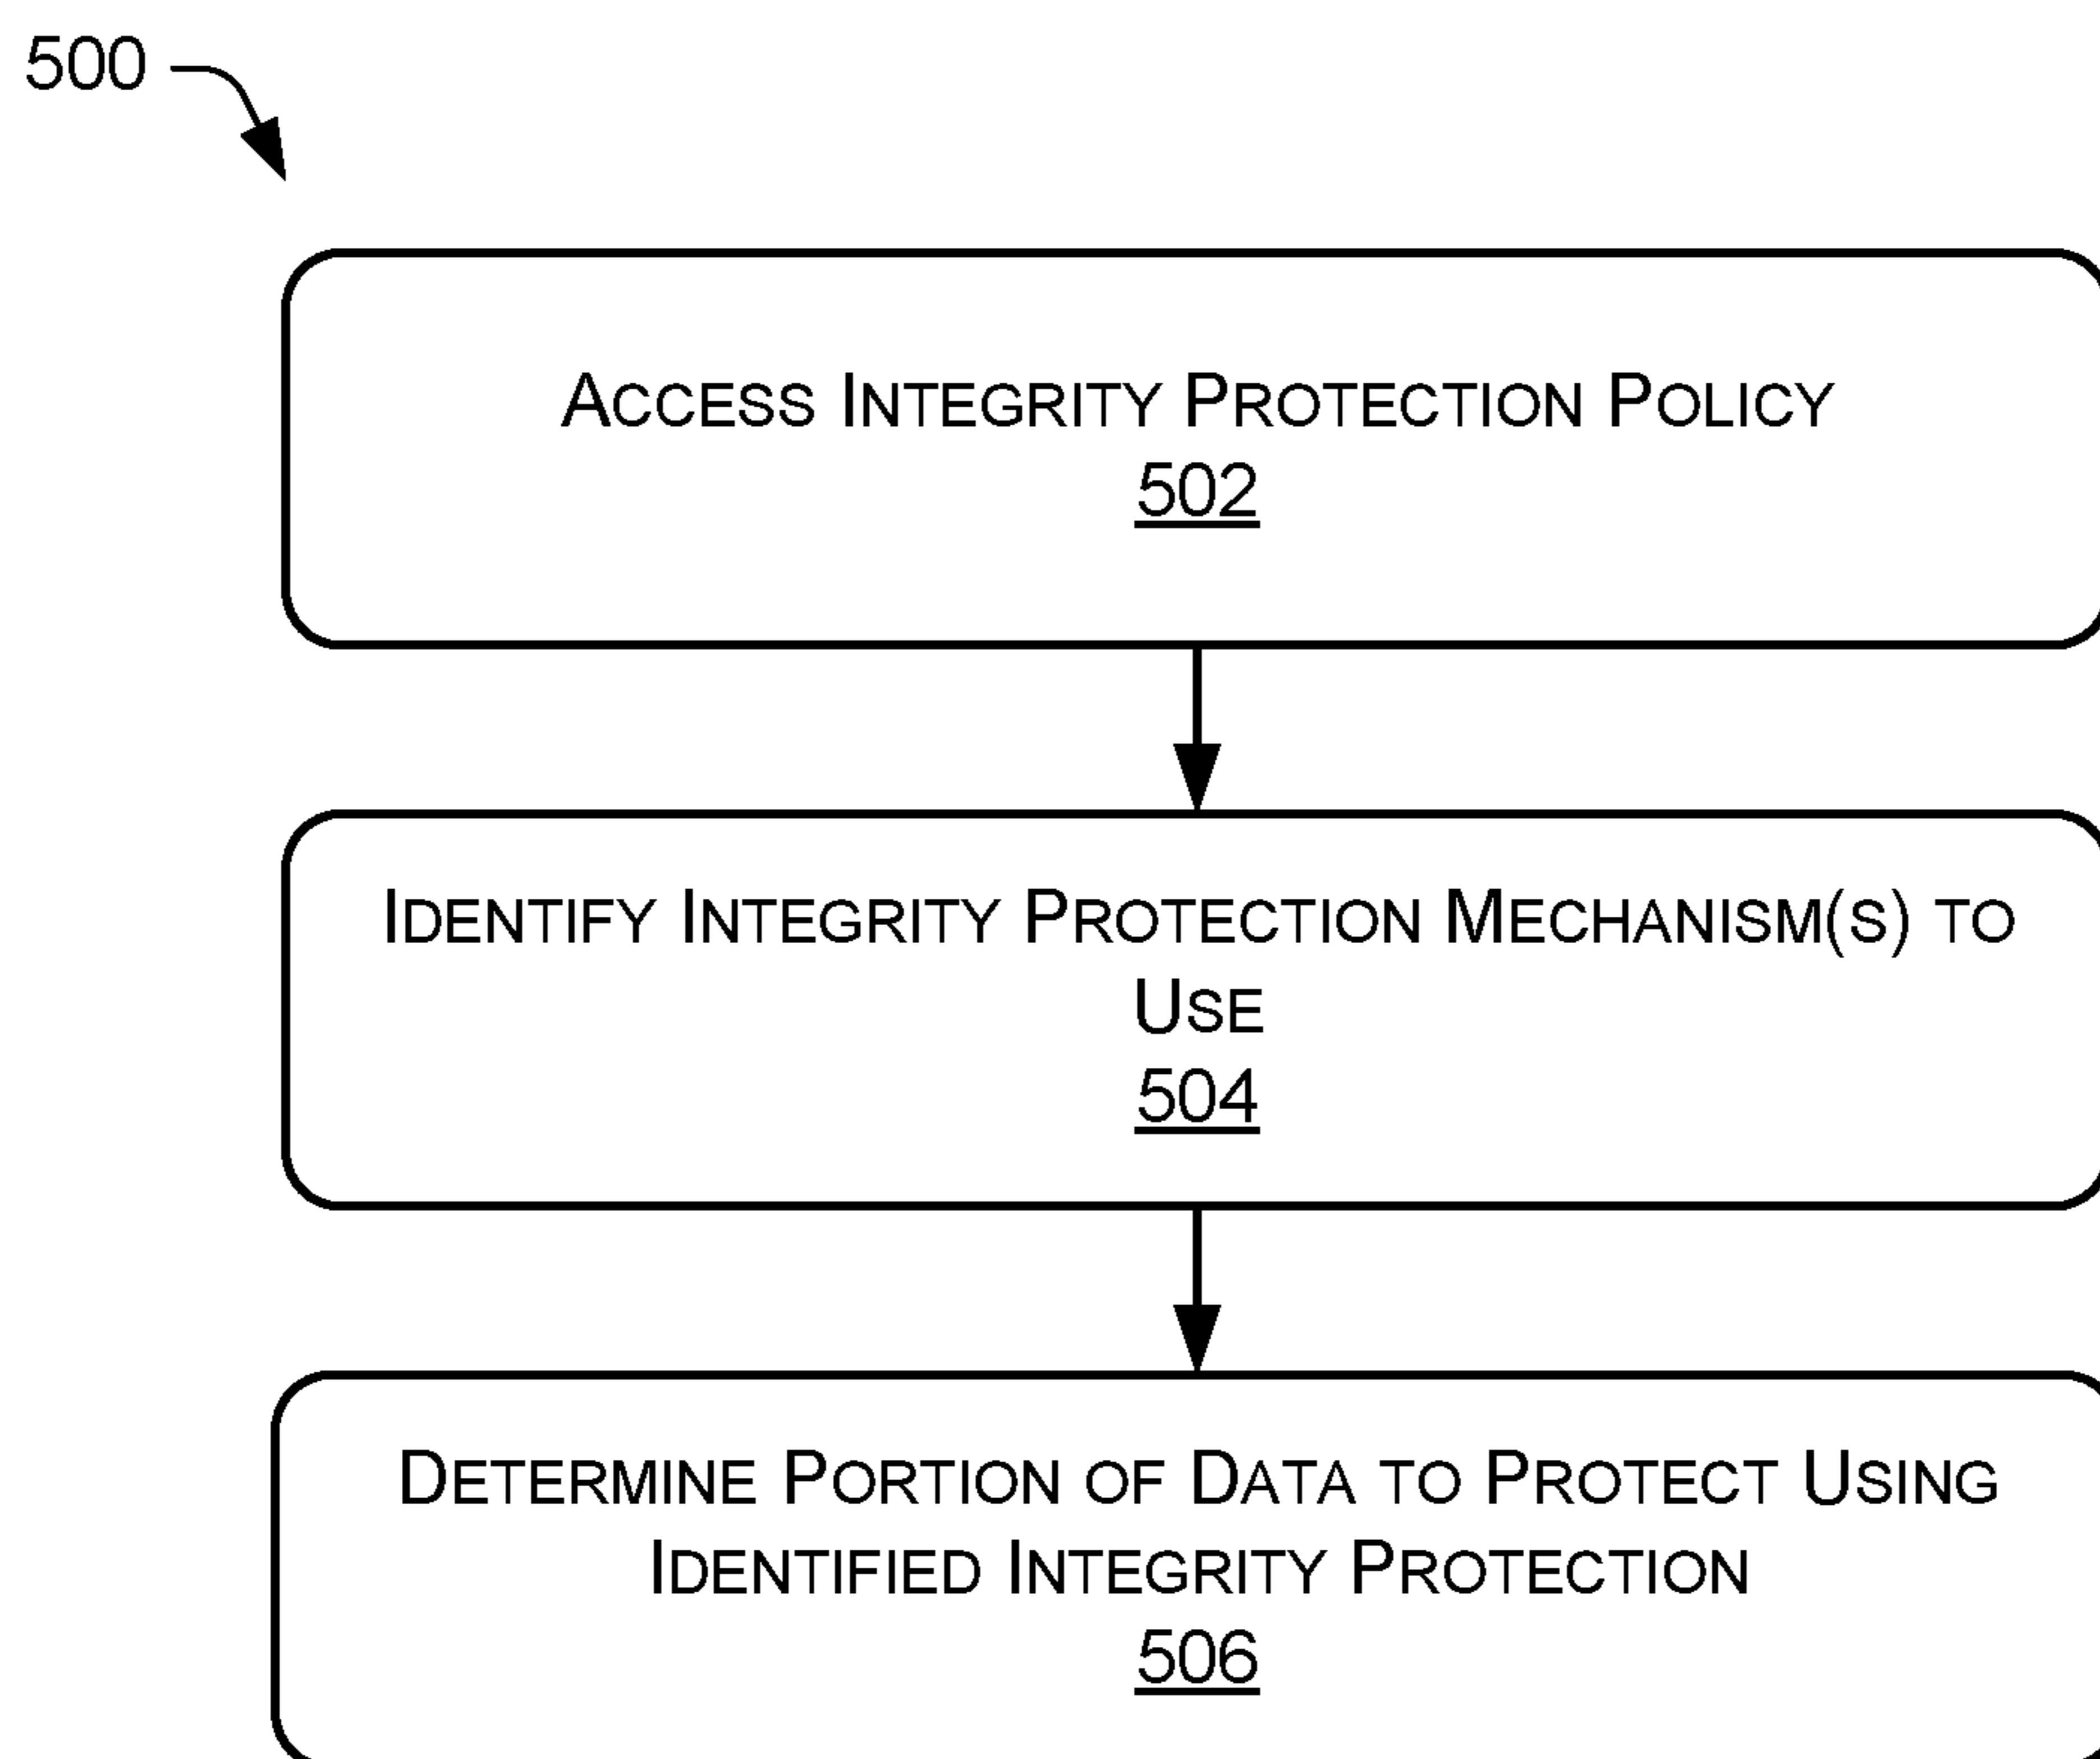 500
ACCESS INTEGRITY PROTECTION POLICY
502
IDENTIFY INTEGRITY PROTECTION MECHANISM(S) TO
USE
504
DETERMINE PORTION OF DATA TO PROTECT USING
IDENTIFIED INTEGRITY PROTECTION
506